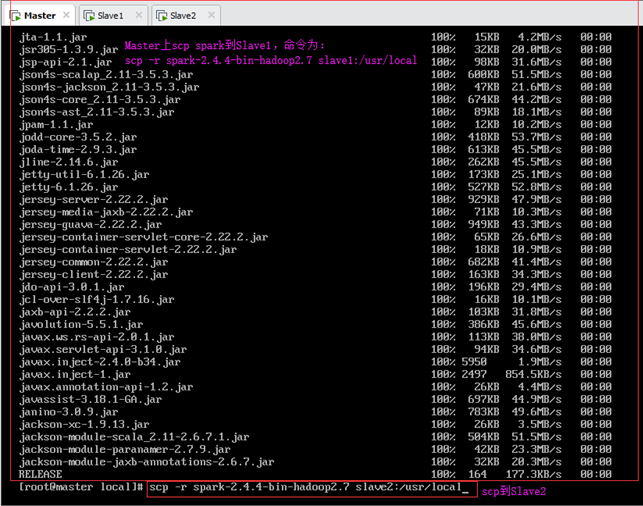 Master Slave1 Slave2
jta-1.1.jar 100% 15KB 4.2MB/s 00:00
jsr305-1.3.9.jar 100% 32KB 20.0MB/s 00:00
Master上scp spark到Slave1，命令为：
jsp-api-2.1.jar 100% 98KB 31.6MB/s 00:00
scp -r spark-2.4.4-bin-hadoop2.7 slave1:/usr/local
json4s-scalap_2.11-3.5.3.jar 100% 600KB 51.5MB/s 00:00
json4s-jackson_2.11-3.5.3.jar 100% 47KB 21.6MB/s 00:00
json4s-core_2.11-3.5.3.jar 100% 674KB 44.2MB/s 00:00
json4s-ast_2.11-3.5.3.jar 100% 89KB 18.1MB/s 00:00
jpam-1.1.jar 100% 12KB 10.2MB/s 00:00
jodd-core-3.5.2.jar 100% 418KB 53.7MB/s 00:00
joda-time-2.9.3.jar 100% 613KB 45.5MB/s 00:00
jline-2.14.6.jar 100% 262KB 45.5MB/s 00:00
jetty-util-6.1.26.jar 100% 173KB 25.1MB/s 00:00
jetty-6.1.26.jar 100% 527KB 52.8MB/s 00:00
jersey-server-2.22.2.jar 100% 929KB 47.9MB/s 00:00
jersey-media-jaxb-2.22.2.jar 100% 71KB 10.3MB/s 00:00
jersey-guava-2.22.2.jar 100% 949KB 43.3MB/s 00:00
jersey-container-servlet-core-2.22.2.jar 100% 65KB 26.6MB/s 00:00
jersey-container-servlet-2.22.2.jar 100% 18KB 10.9MB/s 00:00
jersey-common-2.22.2.jar 100% 682KB 41.4MB/s 00:00
jersey-client-2.22.2.jar 100% 163KB 34.3MB/s 00:00
jdo-api-3.0.1.jar 100% 196KB 29.4MB/s 00:00
jcl-over-slf4j-1.7.16.jar 100% 16KB 10.1MB/s 00:00
jaxb-api-2.2.2.jar 100% 103KB 31.8MB/s 00:00
javolution-5.5.1.jar 100% 386KB 45.6MB/s 00:00
javax.ws.rs-api-2.0.1.jar 100% 113KB 38.0MB/s 00:00
javax.servlet-api-3.1.0.jar 100% 94KB 34.6MB/s 00:00
javax.inject-2.4.0-b34.jar 100% 5950 1.9MB/s 00:00
javax.inject-1.jar 100% 2497 854.5KB/s 00:00
javax.annotation-api-1.2.jar 100% 26KB 4.4MB/s 00:00
javassist-3.18.1-GA.jar 100% 697KB 44.9MB/s 00:00
janino-3.0.9.jar 100% 783KB 49.6MB/s 00:00
jackson-xc-1.9.13.jar 100% 26KB 3.5MB/s 00:00
jackson-module-scala_2.11-2.6.7.1.jar 100% 504KB 51.5MB/s 00:00
jackson-module-paranamer-2.7.9.jar 100% 42KB 23.3MB/s 00:00
jackson-module-jaxb-annotations-2.6.7.jar 100% 32KB 20.3MB/s 00:00
RELEASE 100% 164 177.3KB/s 00:00
[root@master local]# scp -r spark-2.4.4-bin-hadoop2.7 slave2:/usr/local_ scp到Slave2